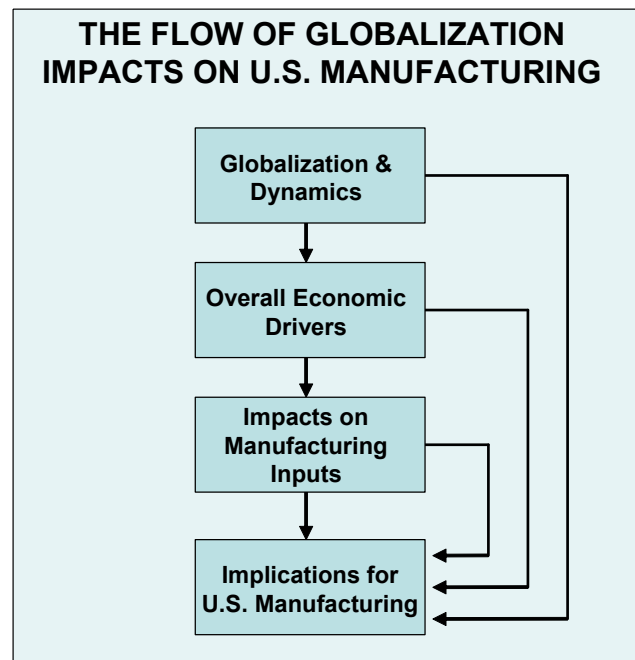 THE FLOW OF GLOBALIZATION
IMPACTS ON U.S. MANUFACTURING
Globalization &
Dynamics
Overall Economic
Drivers
Impacts on
Manufacturing
Inputs
Implications for
U.S. Manufacturing